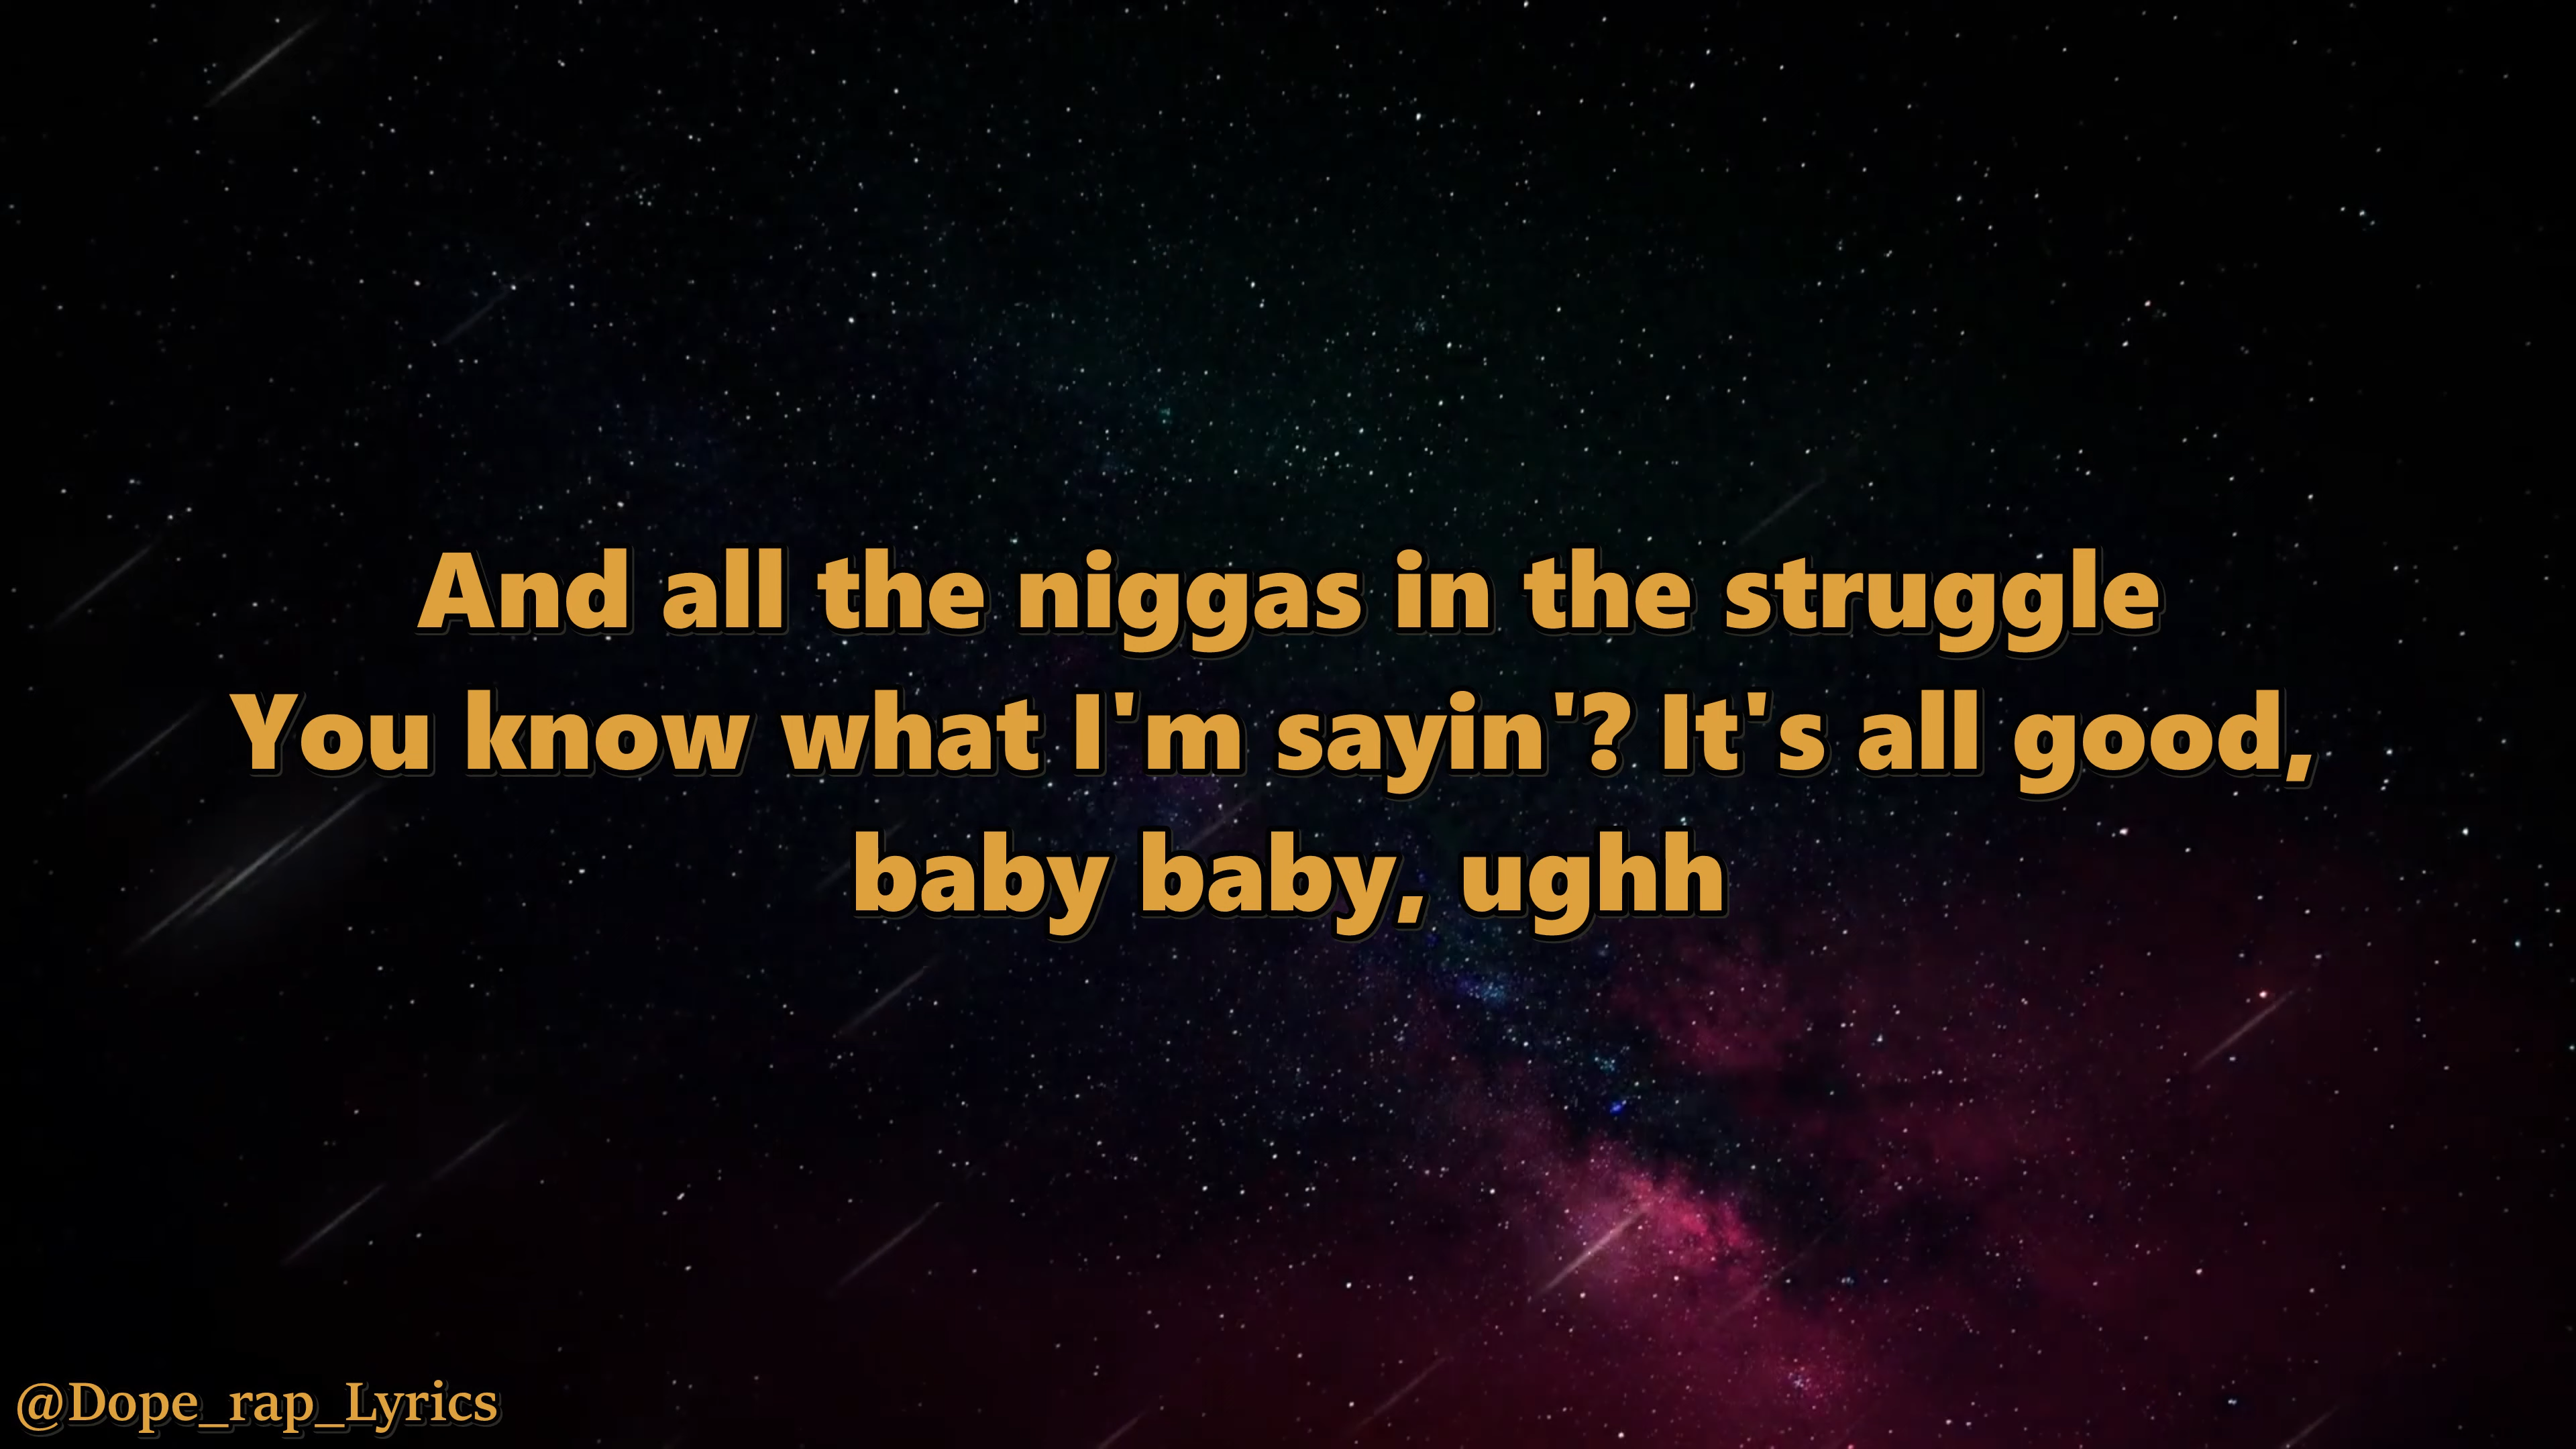 And all the niggas in the struggle
You know what I'm sayin'? It's all good,
baby baby, ughh
@Dope_rap_Lyrics